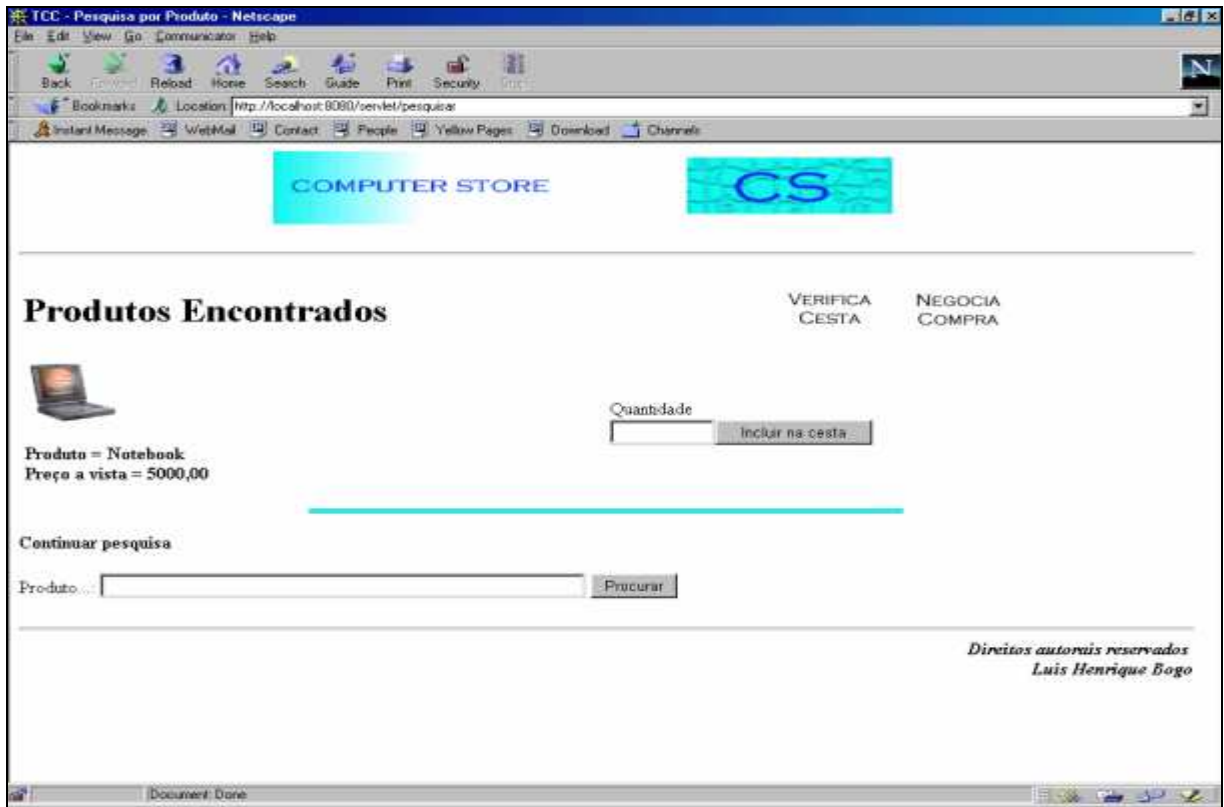 TCC - Pesquisa por Produto - Netscape
File Edit View Go Communicator Help
Back Forward Reload Home Search Guide Print Security Stop
N
Bookmarks Location: http://localhost:8080/servlet/pesquisar
Instant Message WebMail Contact People Yellow Pages Download Channels
COMPUTER STORE
CS
Produtos Encontrados
VERIFICA CESTA
NEGOCIA COMPRA
Quantidade
Incluir na cesta
Produto = Notebook
Preço a vista = 5000,00
Continuar pesquisa
Produto...:
Procurar
Direitos autorais reservados
Luis Henrique Bogo
Document: Done